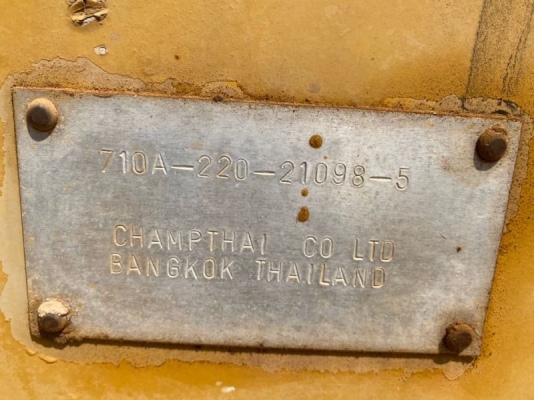 710A-220-21098-5
CHAMPTHAI CO LTD
BANGKOK THAILAND